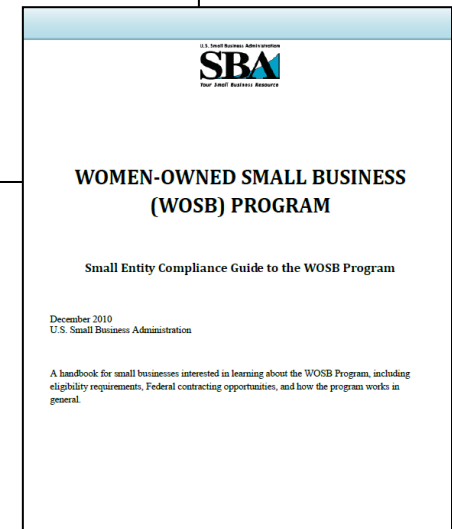 U.S. Small Business Administration
SBA
Your Small Business Resource
WOMEN-OWNED SMALL BUSINESS
(WOSB) PROGRAM
Small Entity Compliance Guide to the WOSB Program
December 2010
U.S. Small Business Administration
A handbook for small businesses interested in learning about the WOSB Program, including
eligibility requirements, Federal contracting opportunities, and how the program works in
general.